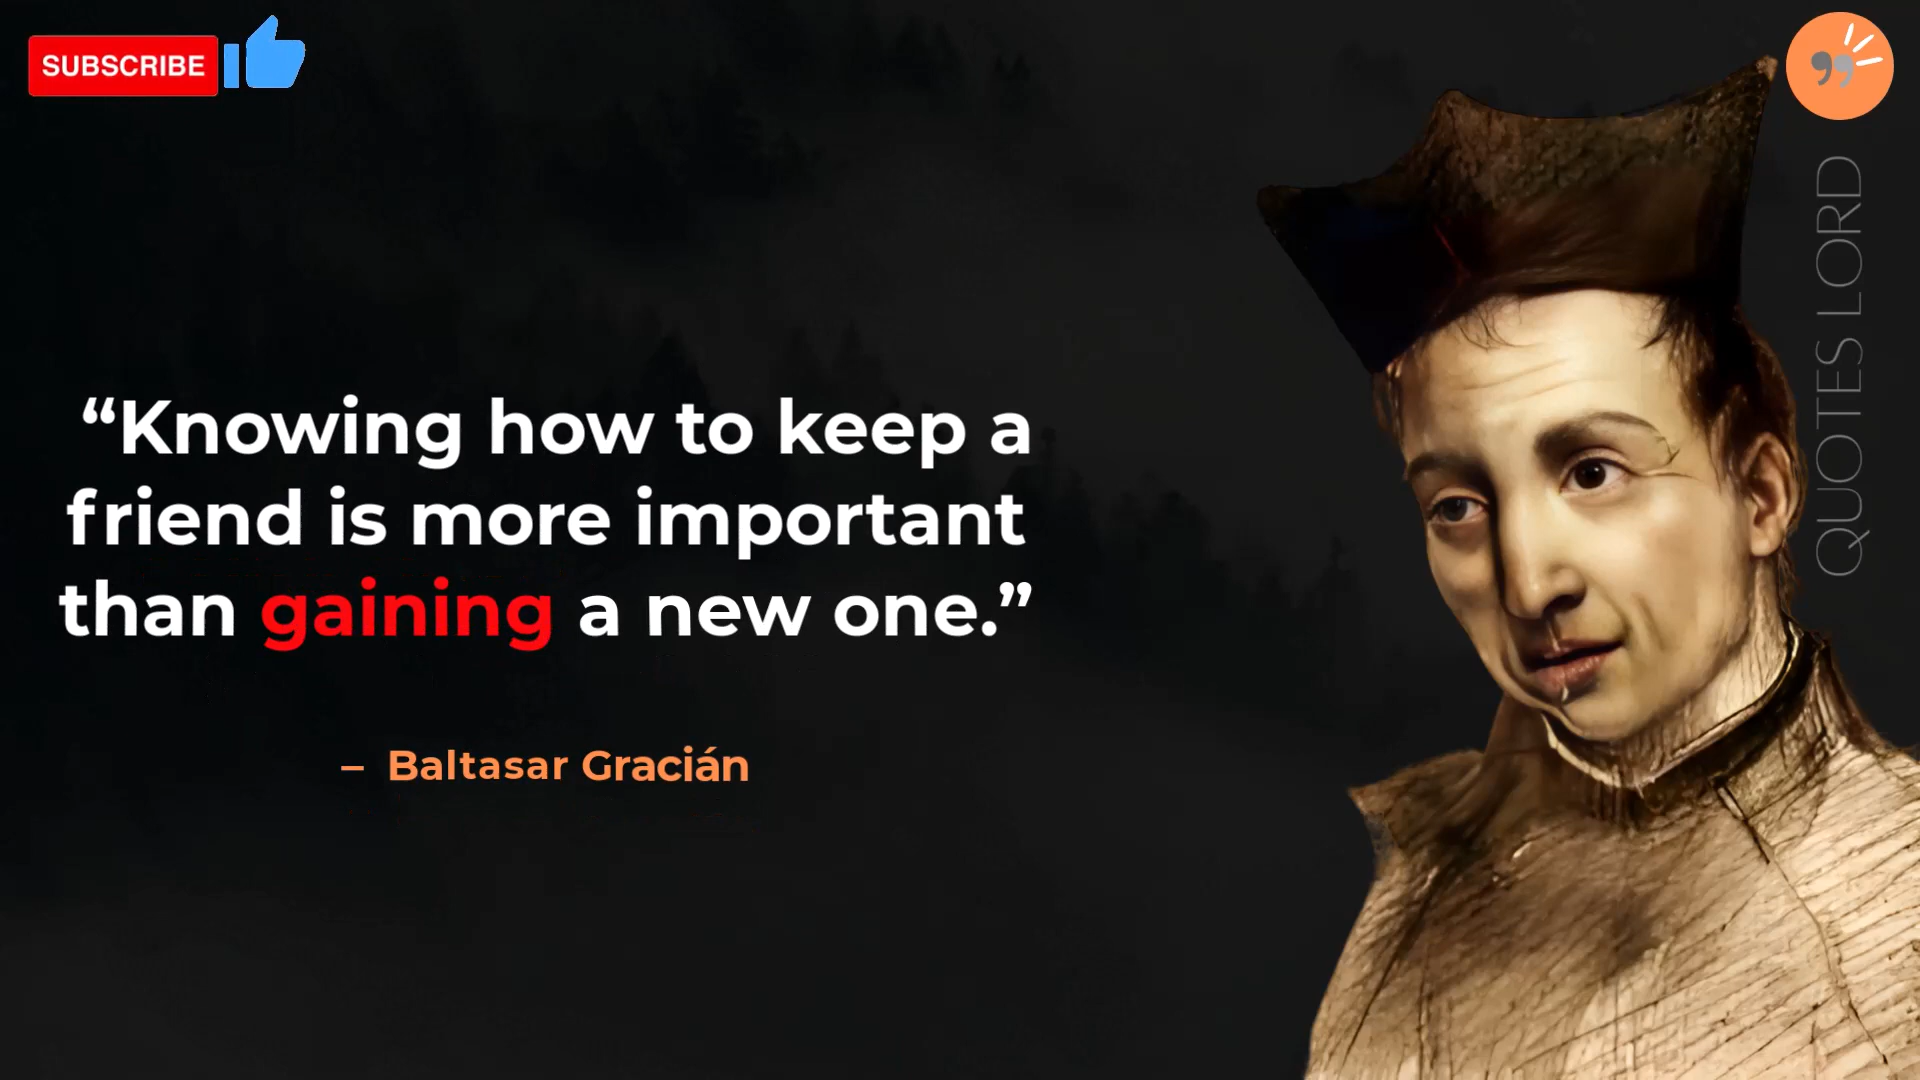 SUBSCRIBE
“Knowing how to keep a
friend is more important
than gaining a new one.”
– Baltasar Gracián
QUOTES LORD